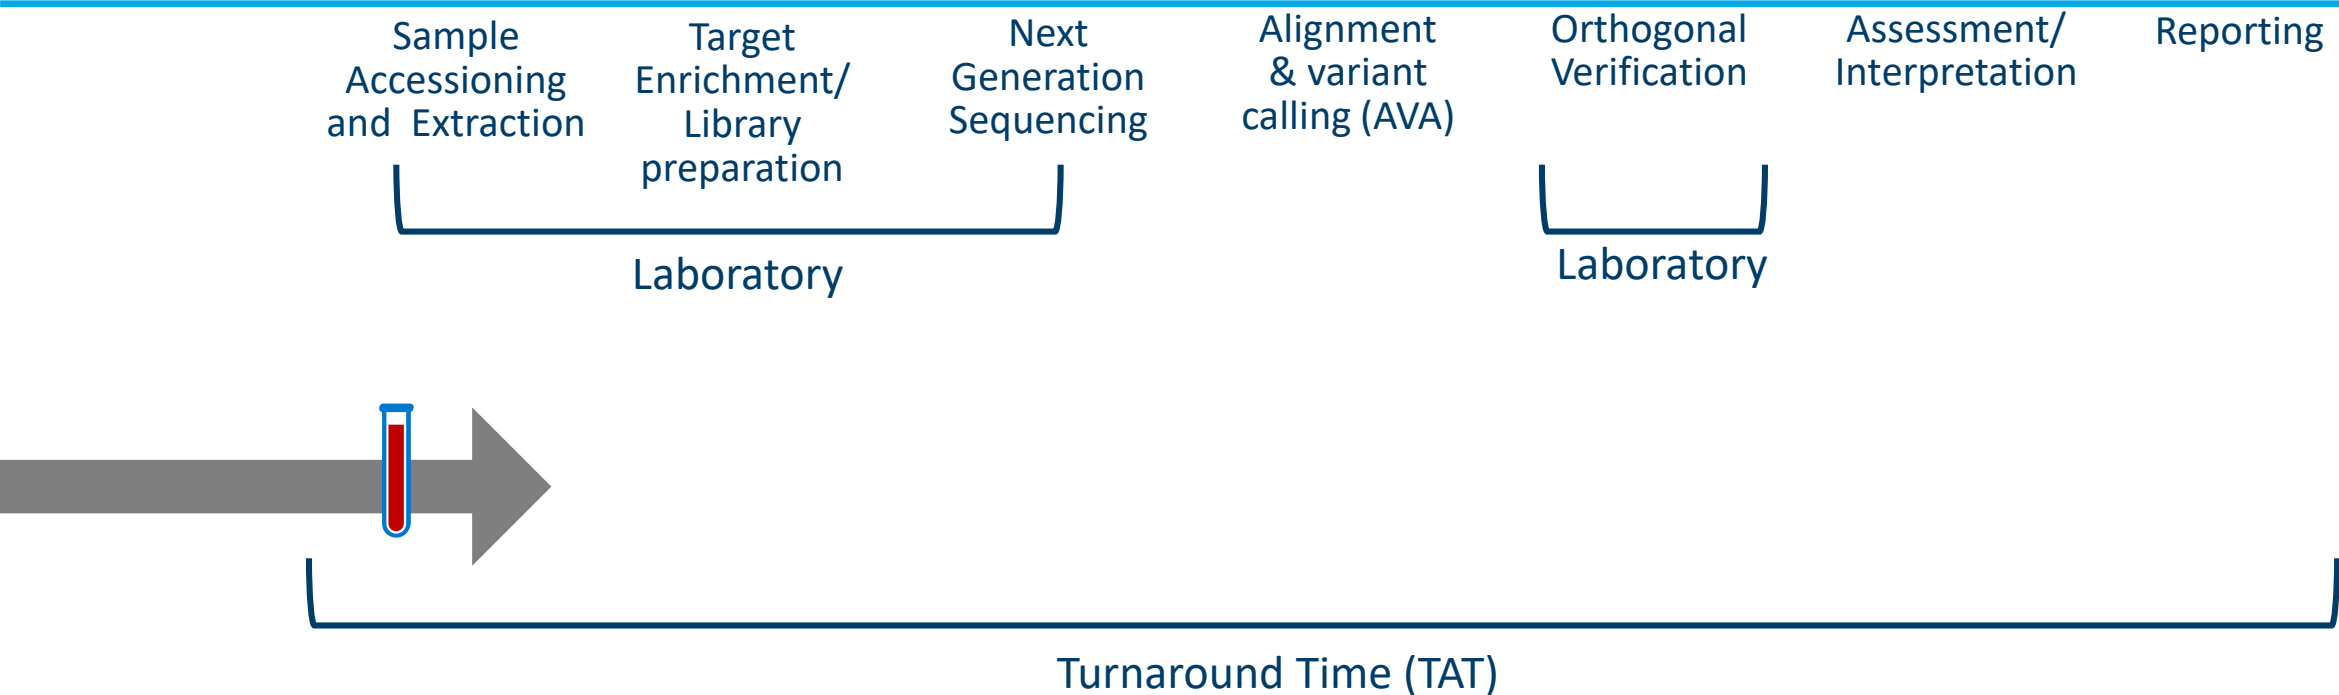 Sample
Accessioning
and  Extraction
Target
Enrichment/
Library
preparation
Next
Generation
Sequencing
Alignment
& variant
calling (AVA)
Orthogonal
Verification
Assessment/
Interpretation
Reporting
Laboratory
Laboratory
Turnaround Time (TAT)